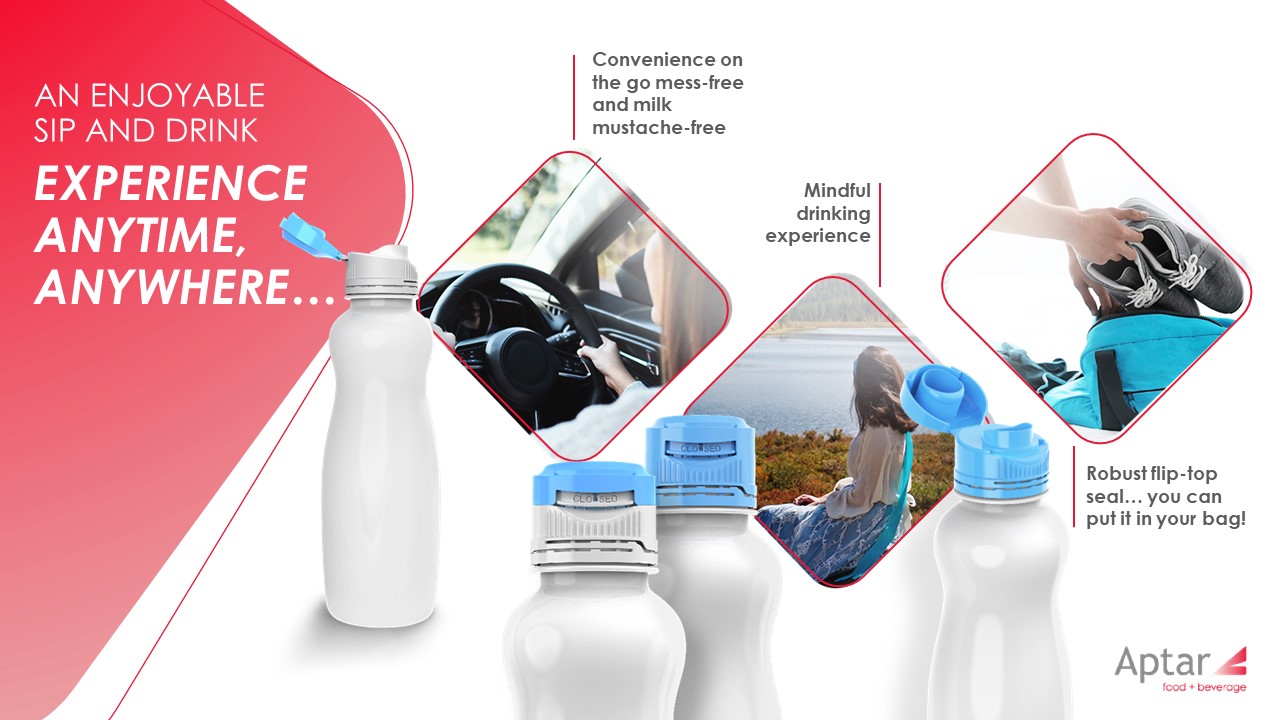 AN ENJOYABLE
SIP AND DRINK
EXPERIENCE
ANYTIME,
ANYWHERE...
Convenience on
the go mess-free
and milk
mustache-free
Mindful
drinking
experience
CLOSED
CLOSED
Robust flip-top
seal... you can
put it in your bag!
Aptar
food + beverage